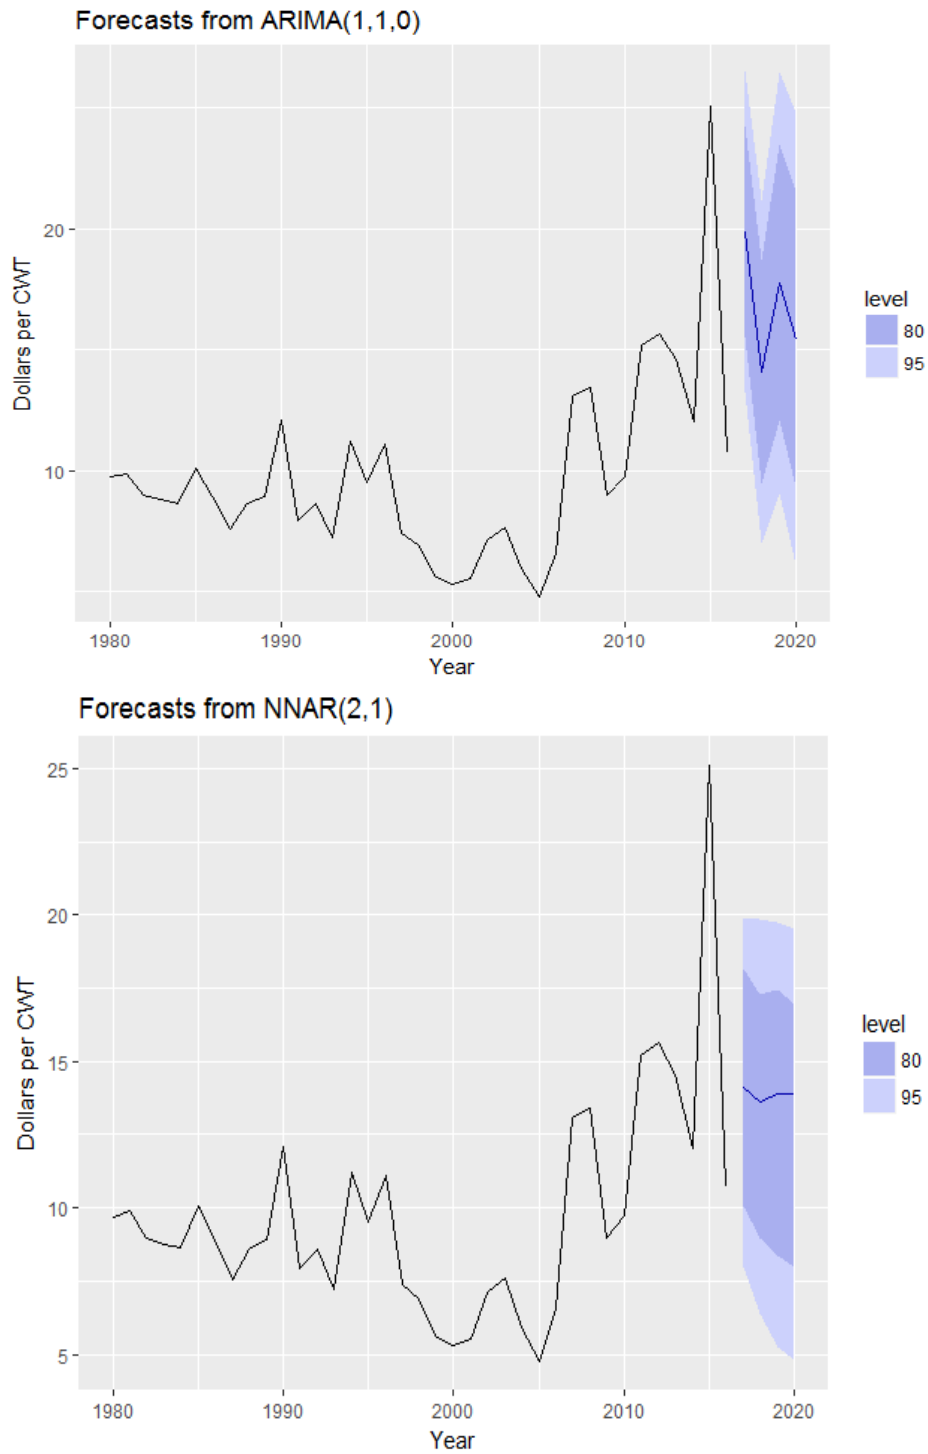 Forecasts from ARIMA(1,1,0)
20
10
Dollars per CWT
1980 1990 2000 2010 2020
Year
level
80
95
Forecasts from NNAR(2,1)
25
20
15
10
5
Dollars per CWT
1980 1990 2000 2010 2020
Year
level
80
95